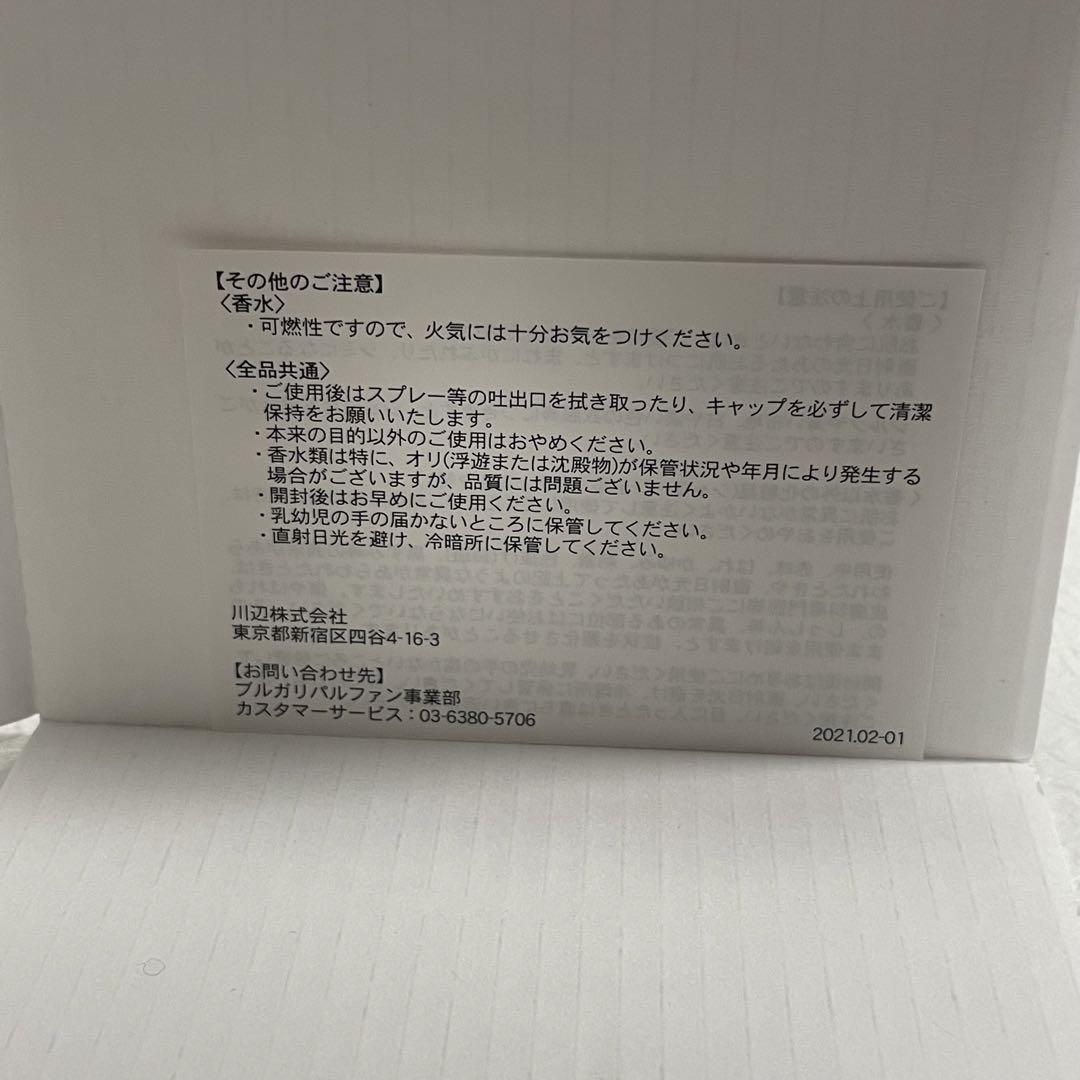 【その他のご注意】
〈香水〉
・可燃性ですので、火気には十分お気をつけください。
〈全品共通〉
・ご使用後はスプレー等の吐出口を拭き取ったり、キャップを必ずして清潔
保持をお願いいたします。
・本来の目的以外のご使用はおやめください。
・香水類は特に、オリ(浮遊または沈殿物)が保管状況や年月により発生する
場合がございますが、品質には問題ございません。
・開封後はお早めにご使用ください。
・乳幼児の手の届かないところに保管してください。
・直射日光を避け、冷暗所に保管してください。
川辺株式会社
東京都新宿区四谷4-16-3
【お問い合わせ先】
ブルガリパルファン事業部
カスタマーサービス：03-6380-5706
2021.02-01